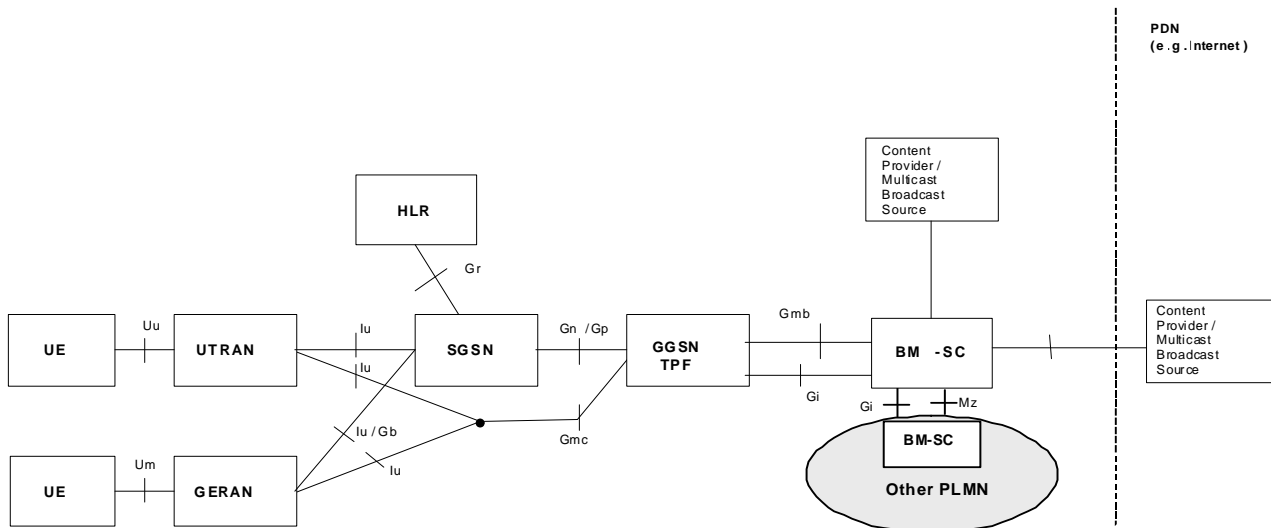 PDN
(e.g. Internet)
Content
Provider /
Multicast
Broadcast
Source
HLR
Gr
Gmb
Content
Provider /
Multicast
Broadcast
Source
UE
Uu
UTRAN
Iu
Iu
SGSN
Gn /Gp
GGSN
TPF
BM -SC
Gi
Gi
Mz
Iu /Gb
Gmc
BM-SC
Iu
UE
Um
GERAN
Other PLMN